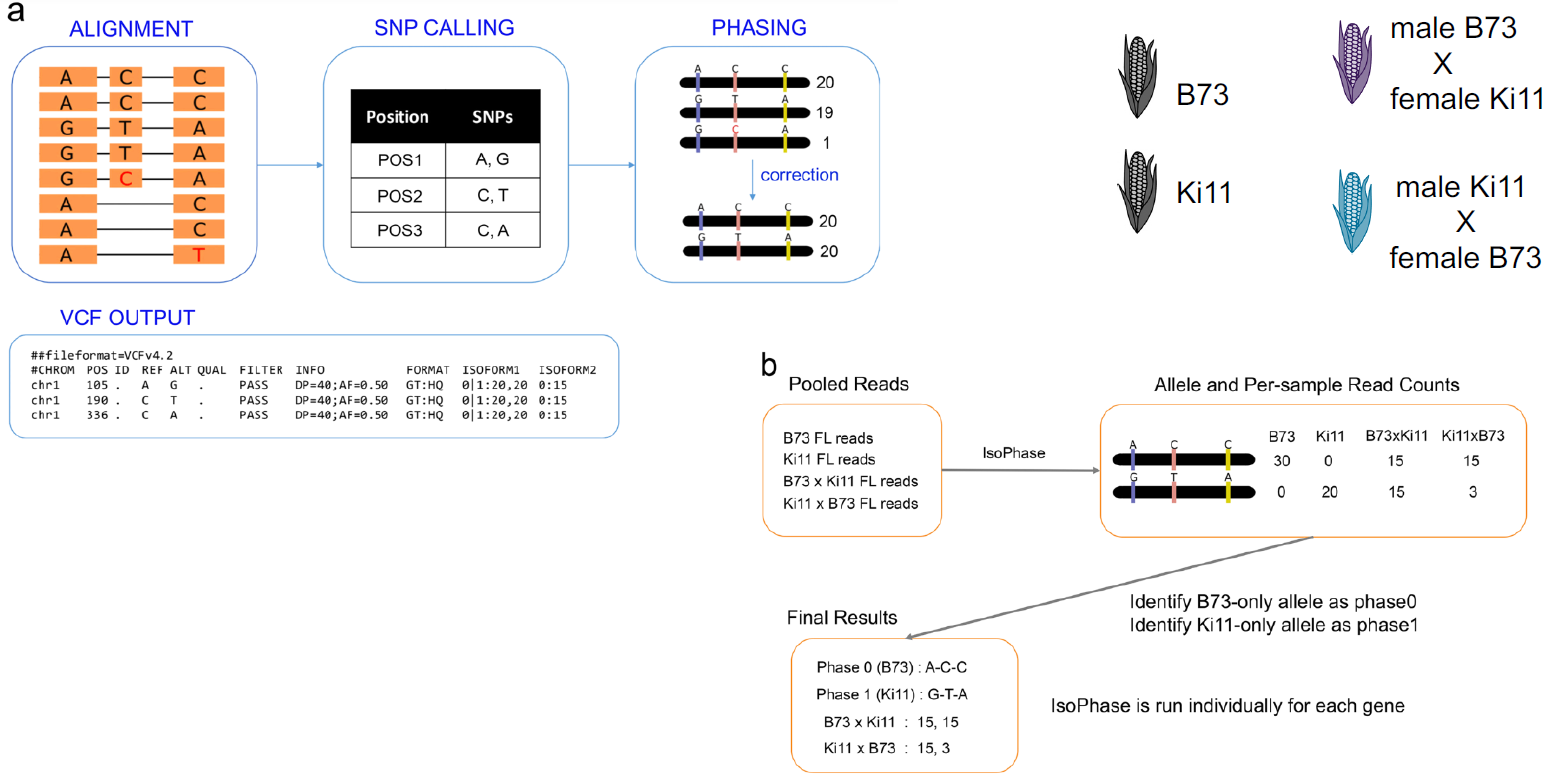 a
ALIGNMENT
SNP CALLING
PHASING
A C C
A C C
G T A
G T A
G C A
A C
A C
A T
Position SNPs
POS1 A, G
POS2 C, T
POS3 C, A
A C C
20
G T A
19
G C A
1
correction
A C C
20
G T A
20
B73
Ki11
male B73
X
female Ki11
male Ki11
X
female B73
VCF OUTPUT
##fileformat=VCFv4.2
#CHROM POS ID REF ALT QUAL FILTER INFO FORMAT ISOFORM1 ISOFORM2
chr1 105 . A G . PASS DP=40;AF=0.50 GT:HQ 0|1:20,20 0:15
chr1 190 . C T . PASS DP=40;AF=0.50 GT:HQ 0|1:20,20 0:15
chr1 336 . C A . PASS DP=40;AF=0.50 GT:HQ 0|1:20,20 0:15
b
Pooled Reads
B73 FL reads
Ki11 FL reads
B73 x Ki11 FL reads
Ki11 x B73 FL reads
IsoPhase
Allele and Per-sample Read Counts
B73 Ki11 B73xKi11 Ki11xB73
A C C
30 0 15 15
G T A
0 20 15 3
Identify B73-only allele as phase0
Identify Ki11-only allele as phase1
Final Results
Phase 0 (B73) : A-C-C
Phase 1 (Ki11) : G-T-A
B73 x Ki11 : 15, 15
Ki11 x B73 : 15, 3
IsoPhase is run individually for each gene